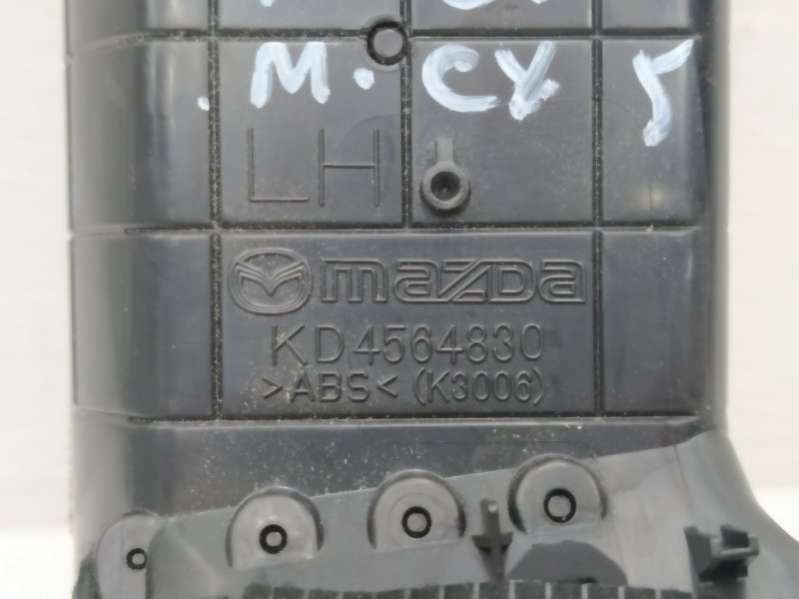 M. CX 5
LH
mazda
KD4564830
>ABS< (K3006)